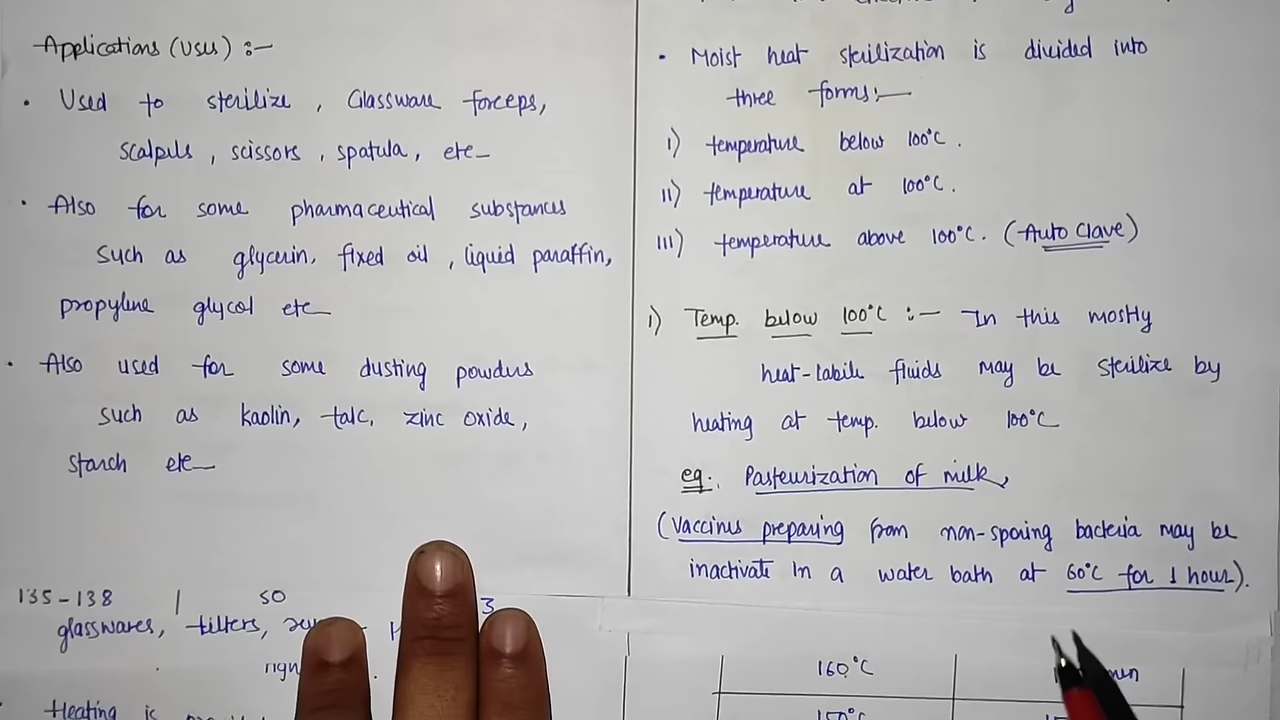 Applications (Uses) :-
• Used to sterilize, Glassware forceps,
scalpels, scissors, spatula, etc-
• Also for some pharmaceutical substances
such as glycerin, fixed oil, liquid paraffin,
propylene glycol etc-
• Also used for some dusting powders
such as kaolin, talc, zinc oxide,
starch etc-
135-138 | 50
3
glasswares, filters,
Heating is
• Moist heat sterilization is divided into
three forms:-
i) temperature below 100°C.
ii) temperature at 100°C.
iii) temperature above 100°C. (Auto clave)
i) Temp. below 100°C :- In this mostly
heat-labile fluids may be sterilize by
heating at temp. below 100°C
eg:. Pasteurization of milk,
(Vaccines preparing from non-sporing bacteria may be
inactivate in a water bath at 60°C for 1 hour).
160°C